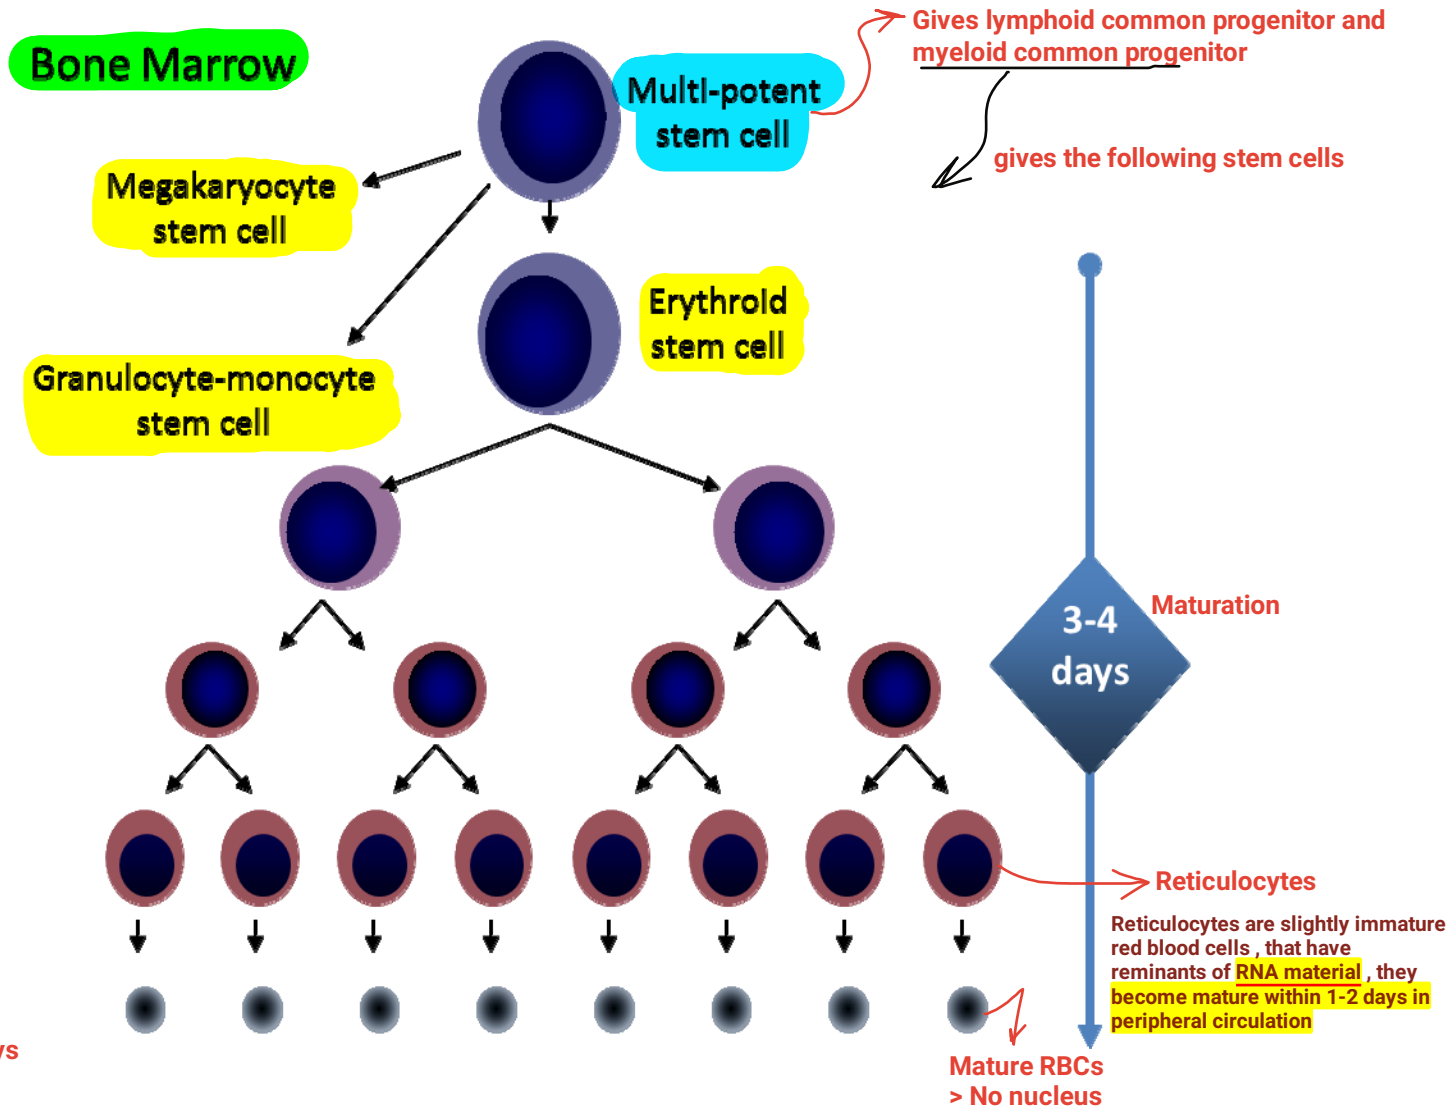 Gives lymphoid common progenitor and
myeloid common progenitor
Bone Marrow
Multi-potent
stem cell
gives the following stem cells
Megakaryocyte
stem cell
Erythroid
stem cell
Granulocyte-monocyte
stem cell
3-4
days
Maturation
Reticulocytes
Reticulocytes are slightly immature
red blood cells , that have
reminants of RNA material , they
become mature within 1-2 days in
peripheral circulation
Mature RBCs
> No nucleus